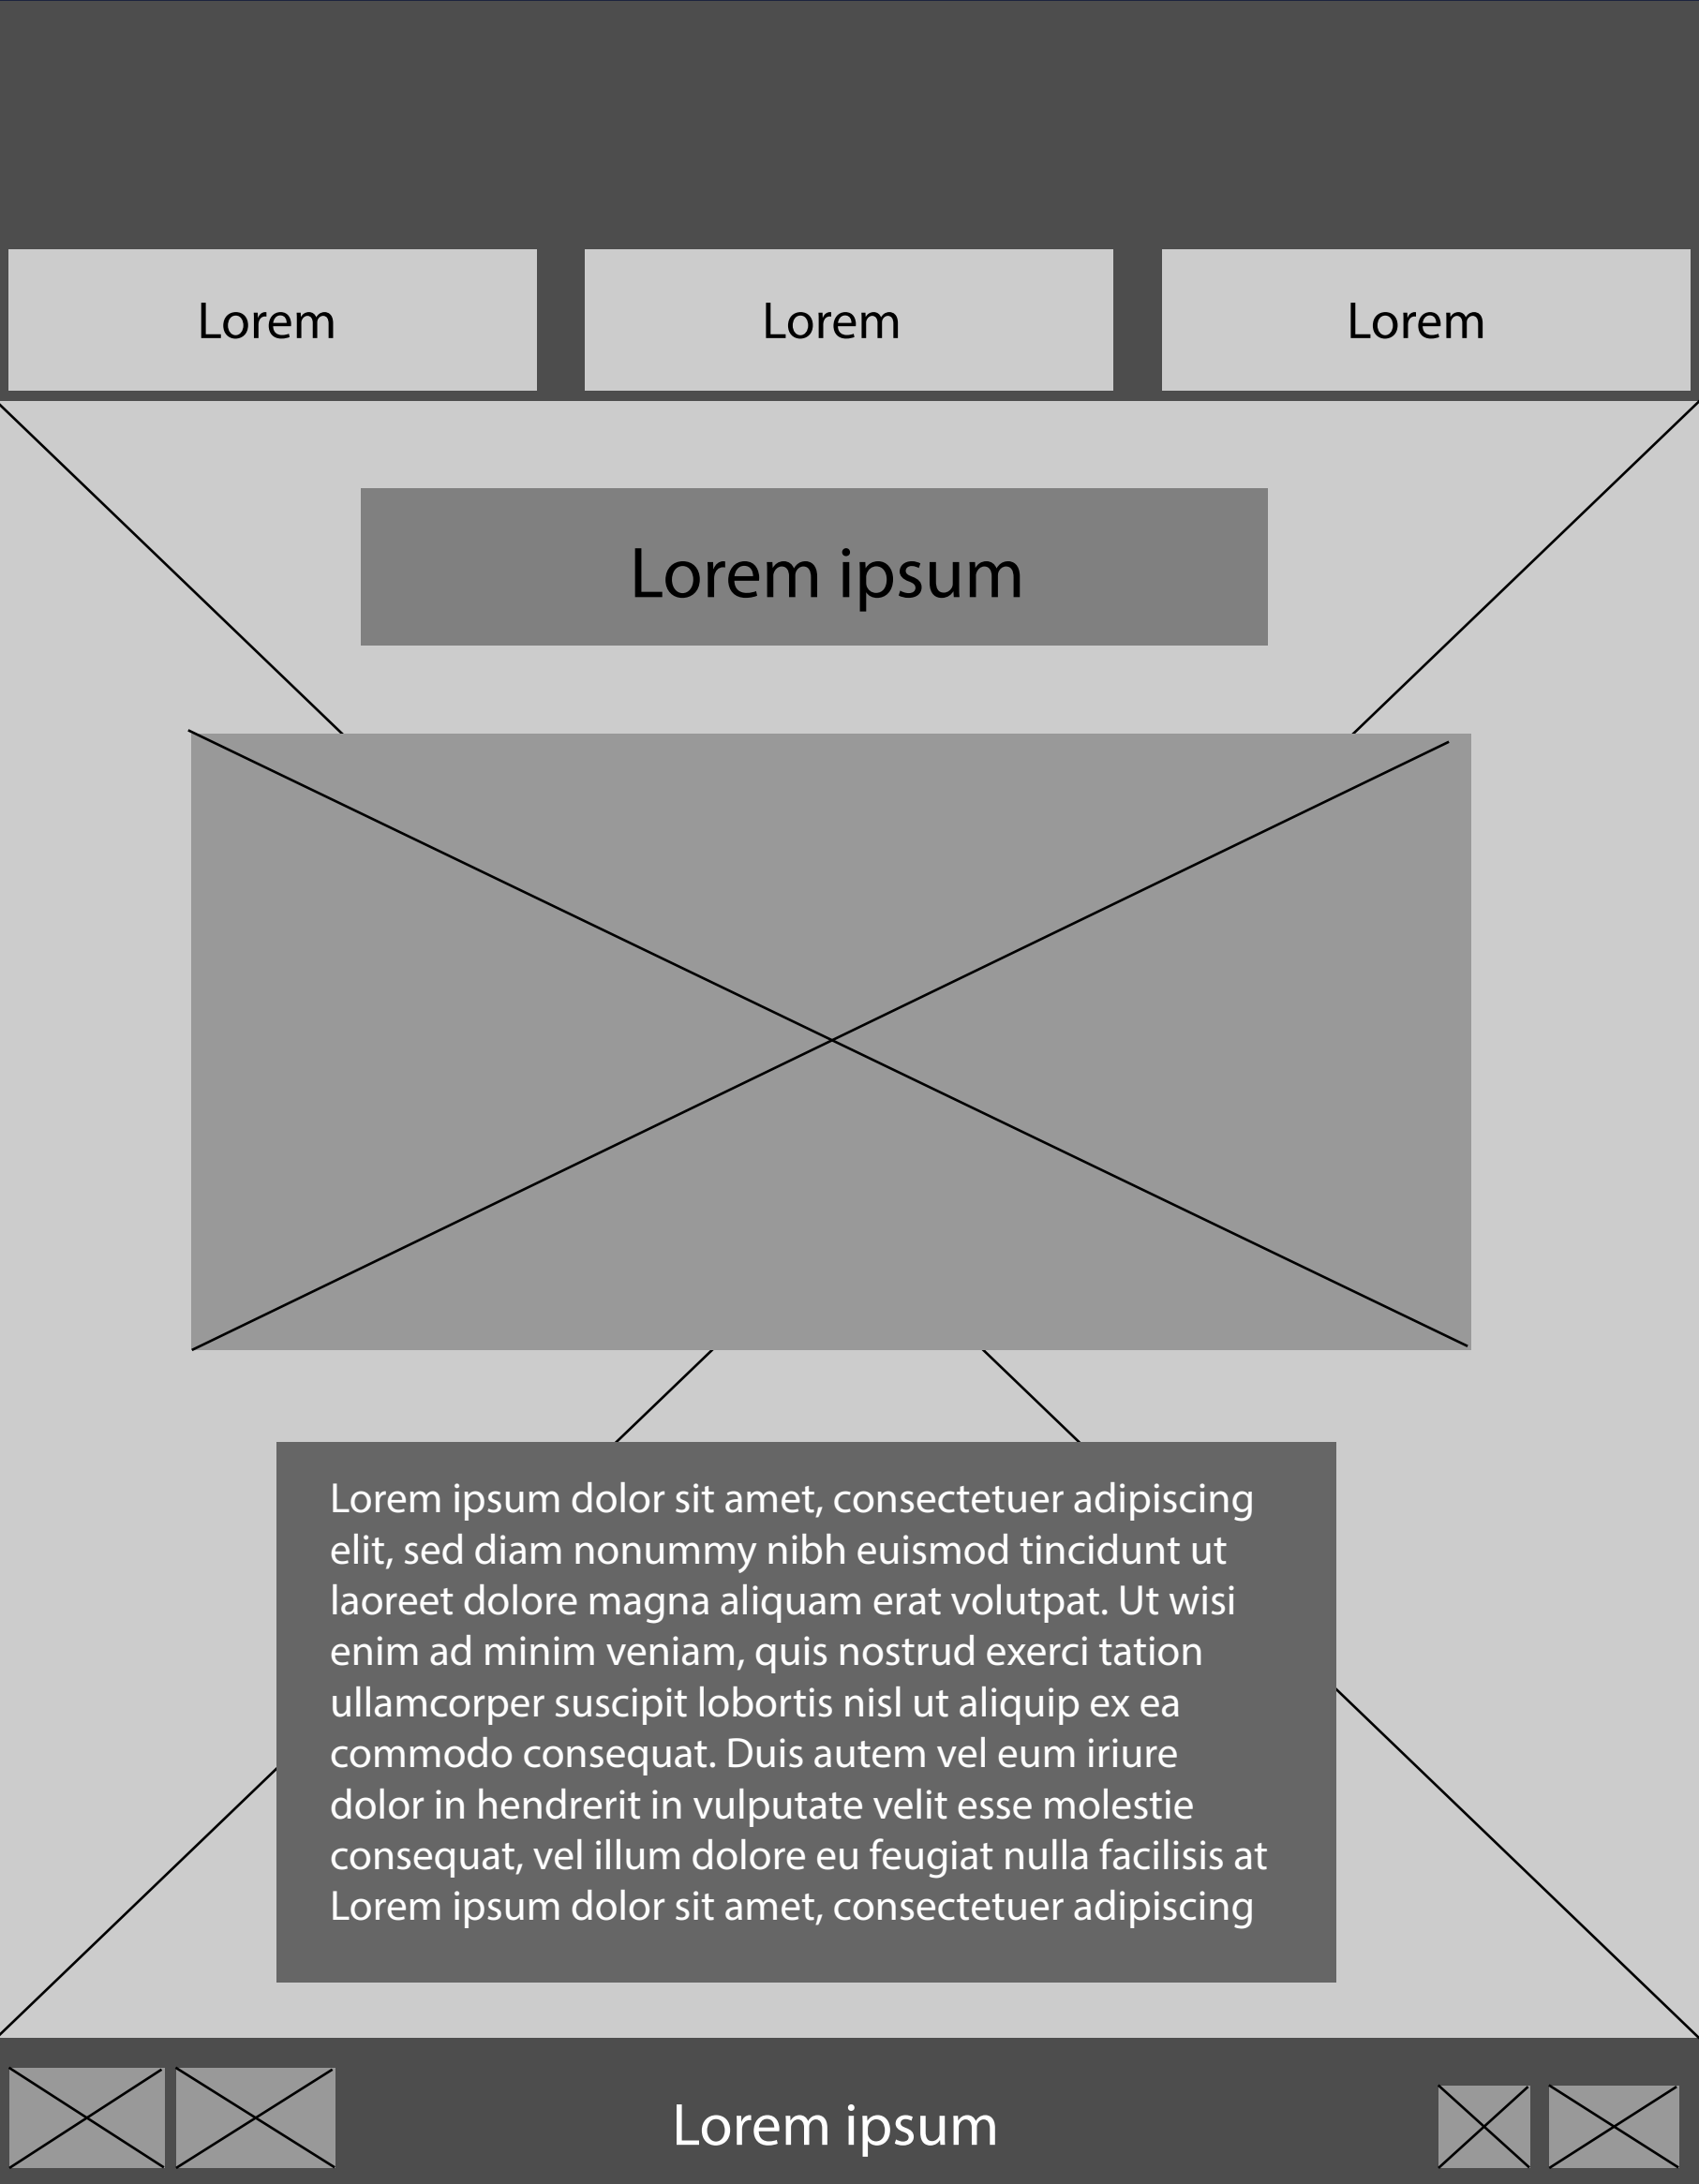 Lorem
Lorem
Lorem
Lorem ipsum
Lorem ipsum dolor sit amet, consectetuer adipiscing
elit, sed diam nonummy nibh euismod tincidunt ut
laoreet dolore magna aliquam erat volutpat. Ut wisi
enim ad minim veniam, quis nostrud exerci tation
ullamcorper suscipit lobortis nisl ut aliquip ex ea
commodo consequat. Duis autem vel eum iriure
dolor in hendrerit in vulputate velit esse molestie
consequat, vel illum dolore eu feugiat nulla facilisis at
Lorem ipsum dolor sit amet, consectetuer adipiscing
Lorem ipsum